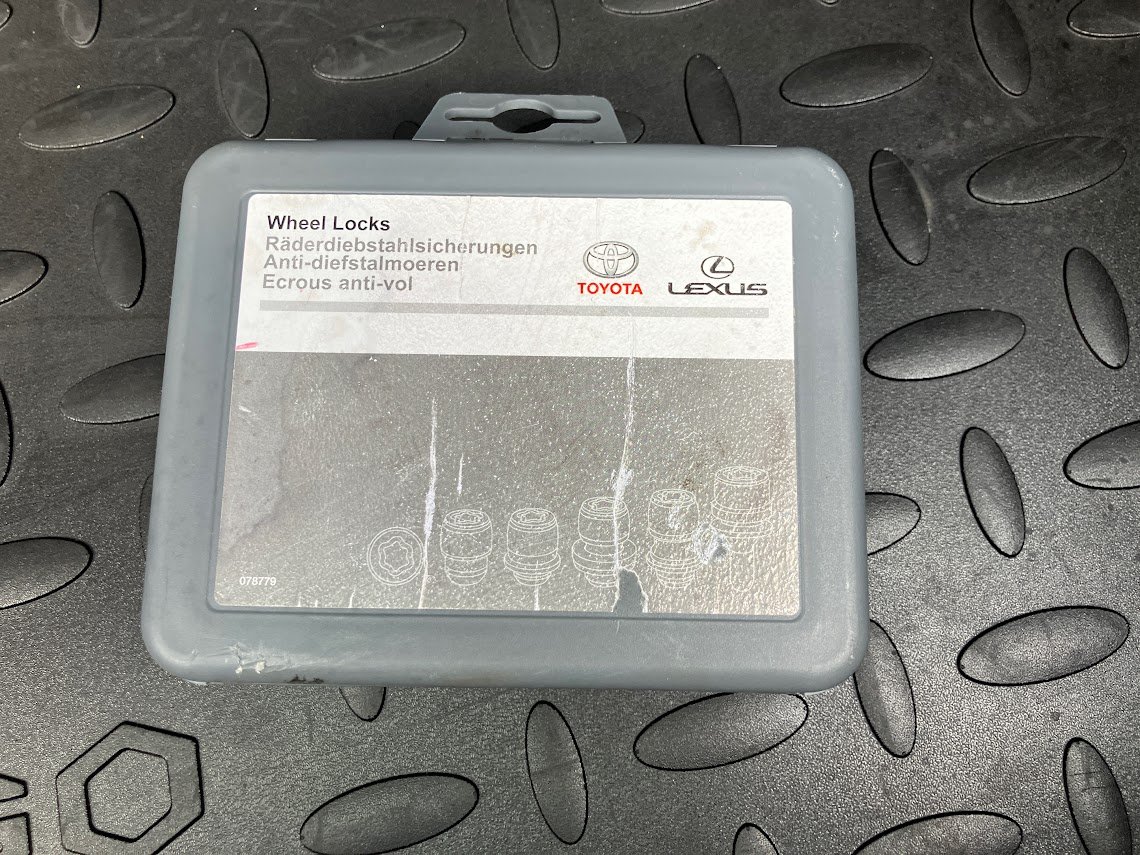 Wheel Locks
Räderdiebstahlsicherungen
Anti-diefstalmoeren
Ecrous anti-vol
TOYOTA
LEXUS
078779